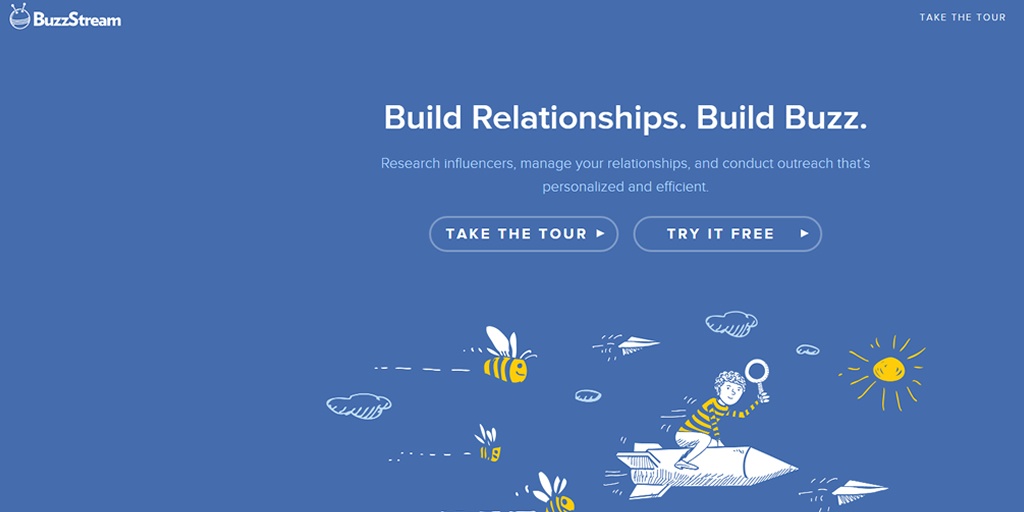 BuzzStream
TAKE THE TOUR
Build Relationships. Build Buzz.
Research influencers, manage your relationships, and conduct outreach that's
personalized and efficient.
TAKE THE TOUR
TRY IT FREE